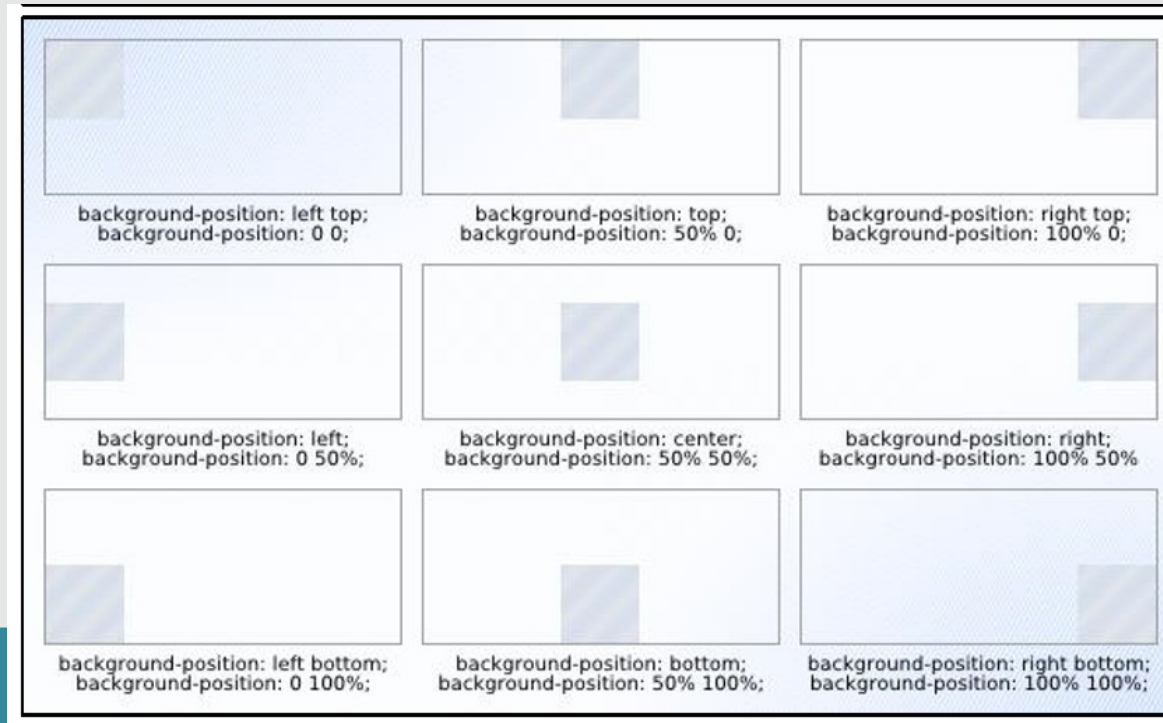 background-position: left top;
background-position: 0 0;
background-position: top;
background-position: 50% 0;
background-position: right top;
background-position: 100% 0;
background-position: left;
background-position: 0 50%;
background-position: center;
background-position: 50% 50%;
background-position: right;
background-position: 100% 50%
background-position: left bottom;
background-position: 0 100%;
background-position: bottom;
background-position: 50% 100%;
background-position: right bottom;
background-position: 100% 100%;